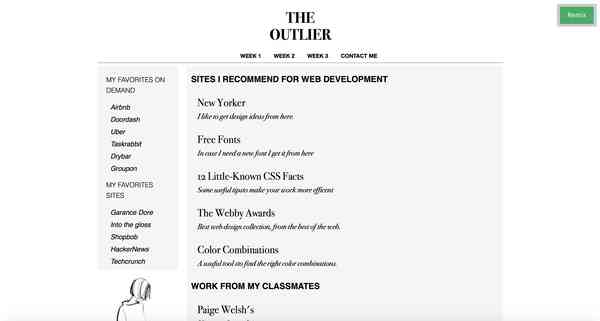 THE
OUTLIER
Remix
WEEK 1 WEEK 2 WEEK 3 CONTACT ME
MY FAVORITES ON
DEMAND
Airbnb
Doordash
Uber
Taskrabbit
Drybar
Groupon
MY FAVORITES
SITES
Garance Dore
Into the gloss
Shopbob
HackerNews
Techcrunch
SITES I RECOMMEND FOR WEB DEVELOPMENT
New Yorker
I like to get design ideas from here
Free Fonts
In case I need a new font I get it from here
12 Little-Known CSS Facts
Some useful tips to make your work more efficent
The Webby Awards
Best web design collection, from the best of the web.
Color Combinations
A useful tool sto find the right color combinations.
WORK FROM MY CLASSMATES
Paige Welsh's